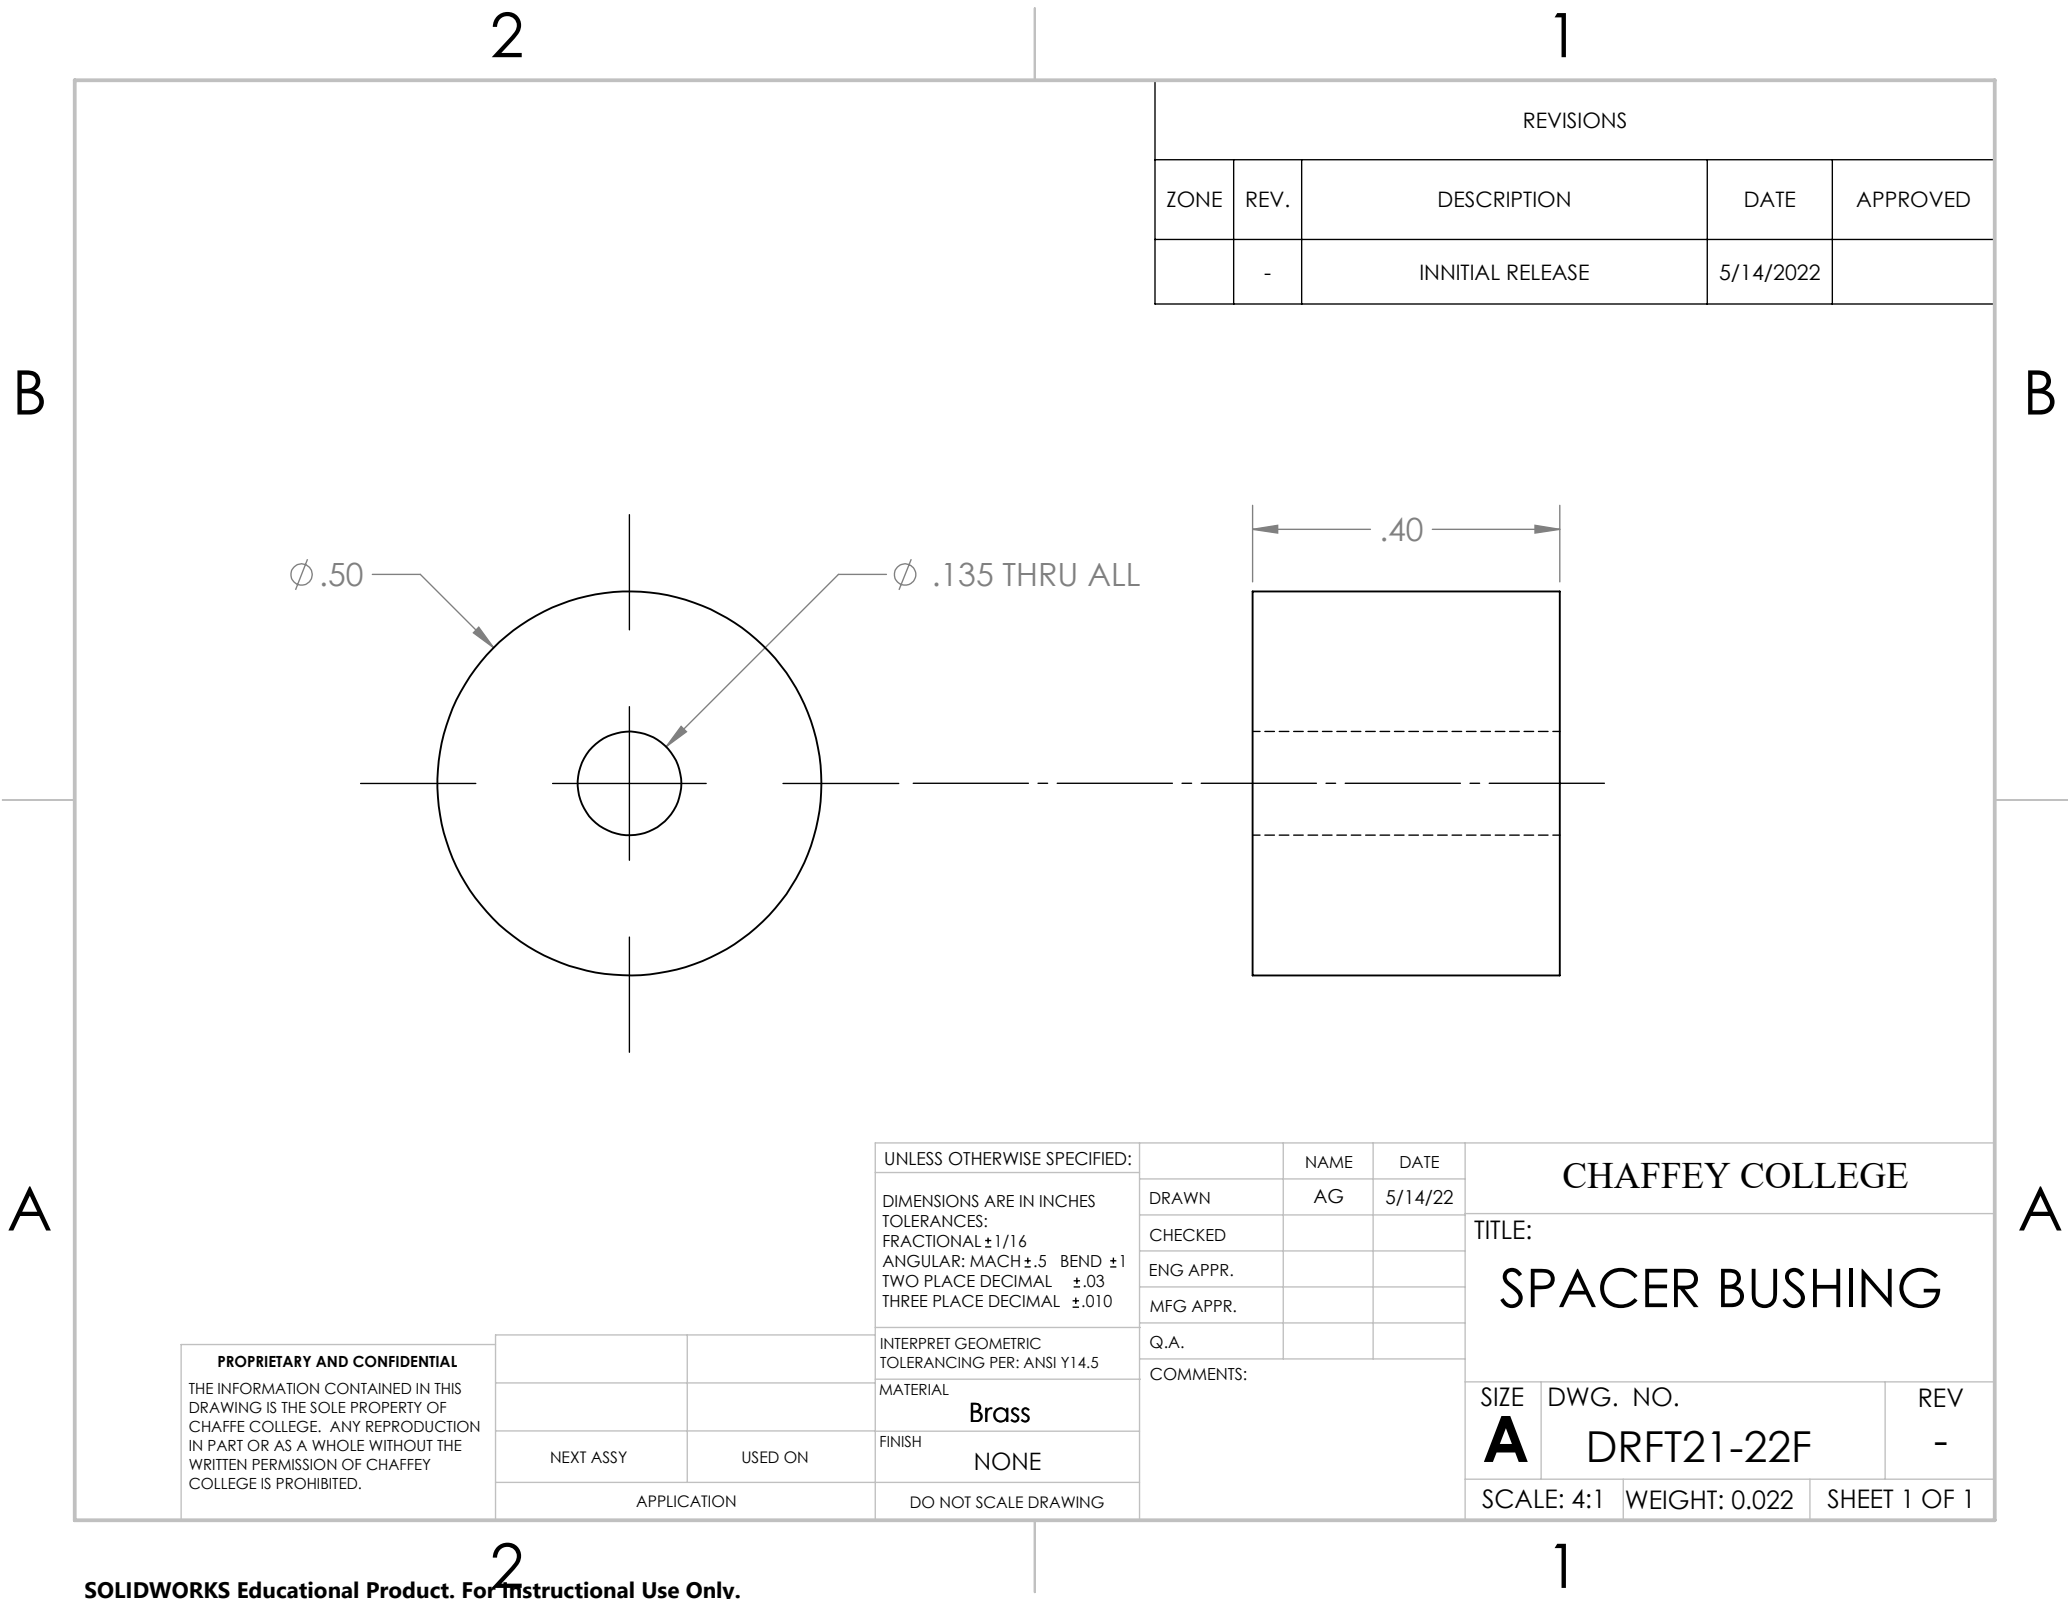 2 1
REVISIONS
ZONE REV. DESCRIPTION DATE APPROVED
- INNITIAL RELEASE 5/14/2022
B B
.40
⌀ .50
⌀ .135 THRU ALL
A A
UNLESS OTHERWISE SPECIFIED:
DIMENSIONS ARE IN INCHES
TOLERANCES:
FRACTIONAL ±1/16
ANGULAR: MACH ±.5 BEND ±1
TWO PLACE DECIMAL ±.03
THREE PLACE DECIMAL ±.010
INTERPRET GEOMETRIC
TOLERANCING PER: ANSI Y14.5
MATERIAL
Brass
FINISH
NONE
DO NOT SCALE DRAWING
NAME DATE
DRAWN AG 5/14/22
CHECKED
ENG APPR.
MFG APPR.
Q.A.
COMMENTS:
CHAFFEY COLLEGE
TITLE:
SPACER BUSHING
SIZE DWG. NO. REV
A DRFT21-22F -
SCALE: 4:1 WEIGHT: 0.022 SHEET 1 OF 1
PROPRIETARY AND CONFIDENTIAL
THE INFORMATION CONTAINED IN THIS
DRAWING IS THE SOLE PROPERTY OF
CHAFFE COLLEGE. ANY REPRODUCTION
IN PART OR AS A WHOLE WITHOUT THE
WRITTEN PERMISSION OF CHAFFEY
COLLEGE IS PROHIBITED.
NEXT ASSY USED ON
APPLICATION
2 1
SOLIDWORKS Educational Product. For Instructional Use Only.